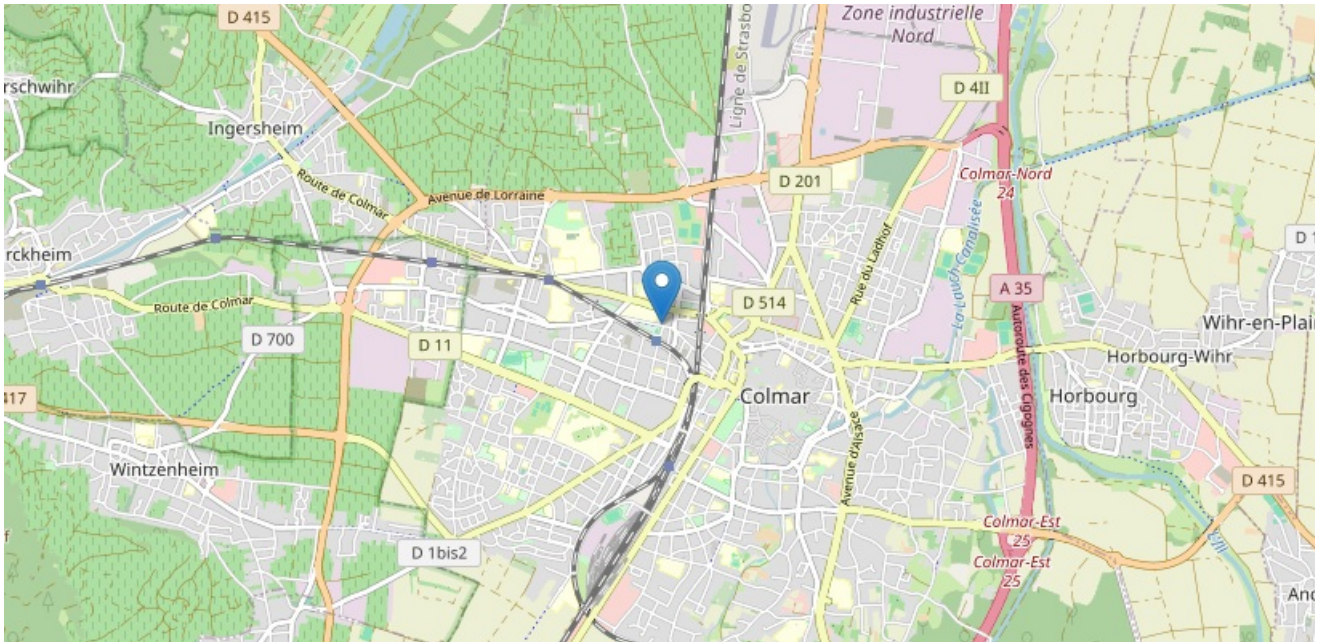 D 415
Zone industrielle
Nord
Ligne de Strasbo
rschwihr
D 4II
Ingersheim
Colmar-Nord
24
D 201
Route de Colmar
Avenue de Lorraine
La Lauch Canalisée
Rue du Ladhof
D 1
rckheim
A 35
Route de Colmar
D 514
Wihr-en-Plai
D 700
D 11
Horbourg-Wihr
Autoroute des Cigognes
417
Colmar
Horbourg
Avenue d'Alsace
Wintzenheim
D 415
Colmar-Est
25
L'Ill
f
D 1bis2
Colmar-Est
25
And